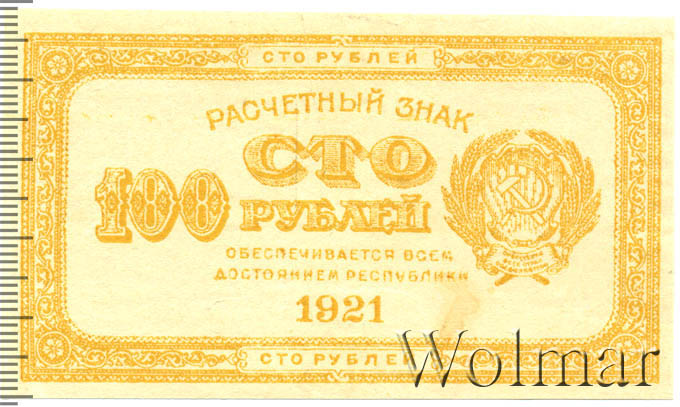 СТО РУБЛЕЙ
РАСЧЕТНЫЙ ЗНАК
100 СТО
РУБЛЕЙ
ОБЕСПЕЧИВАЕТСЯ ВСЕМ
ДОСТОЯНИЕМ РЕСПУБЛИКИ
1921
СТО РУБЛЕЙ
Wolmar